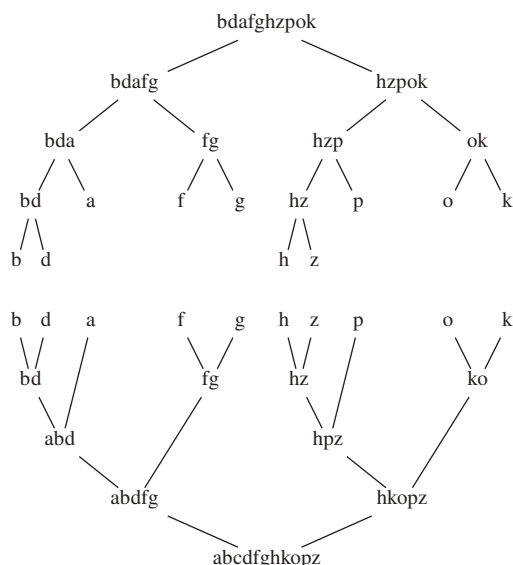 bdafghzpok
bdafg hzpok
bda fg hzp ok
bd a f g hz p o k
b d h z
b d a f g h z p o k
bd fg hz ko
abd hpz
abdfg hkopz
abcdfghkopz